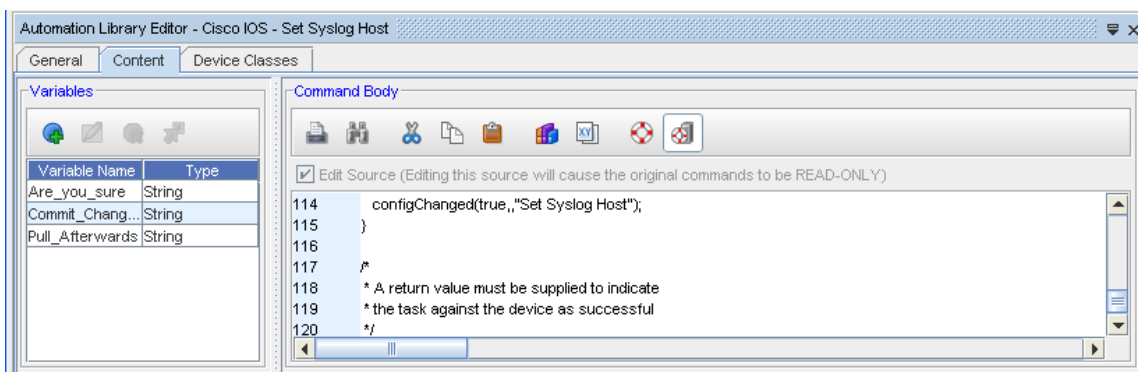 Automation Library Editor - Cisco IOS - Set Syslog Host
General Content Device Classes
Variables
Variable Name Type
Are_you_sure String
Commit_Chang... String
Pull_Afterwards String
Command Body
XY
Edit Source (Editing this source will cause the original commands to be READ-ONLY)
114 configChanged(true,,"Set Syslog Host");
115 }
116
117 /*
118 * A return value must be supplied to indicate
119 * the task against the device as successful
120 */